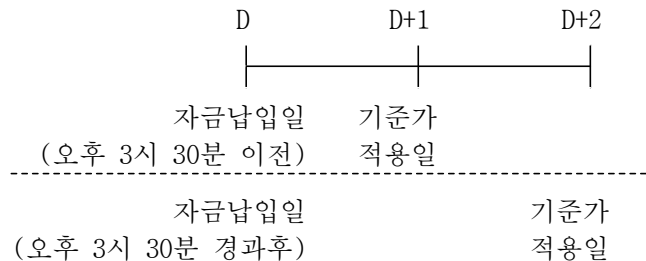 D D+1 D+2
자금납입일 기준가
(오후 3시 30분 이전) 적용일
자금납입일 기준가
(오후 3시 30분 경과후) 적용일